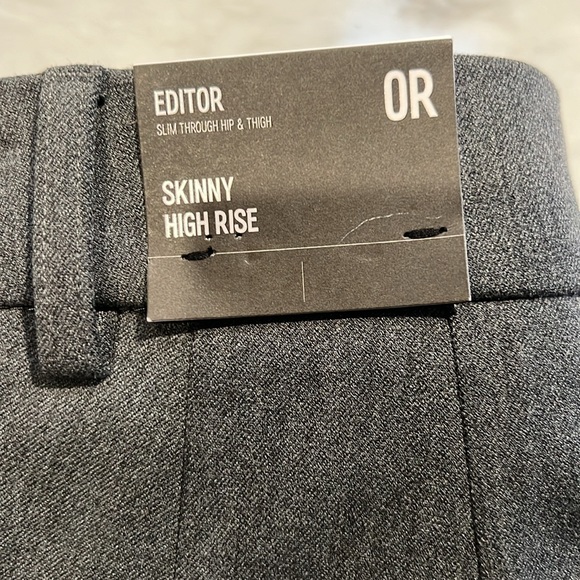 EDITOR
0R
SLIM THROUGH HIP & THIGH
SKINNY
HIGH RISE